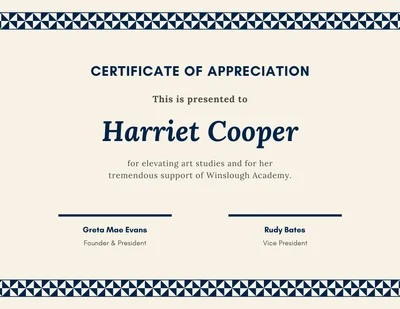 CERTIFICATE OF APPRECIATION
This is presented to
Harriet Cooper
for elevating art studies and for her
tremendous support of Winslough Academy.
Greta Mae Evans
Founder & President
Rudy Bates
Vice President